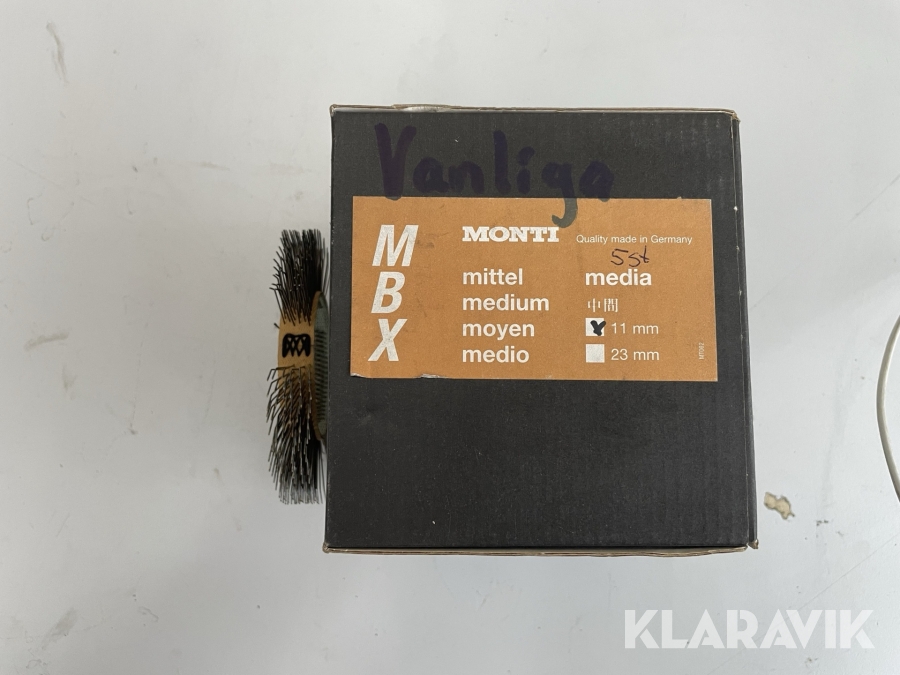 Vanliga
MBX
MONTI Quality made in Germany
5st
mittel media
medium 中間
moyen 11 mm
medio 23 mm
KLARAVIK